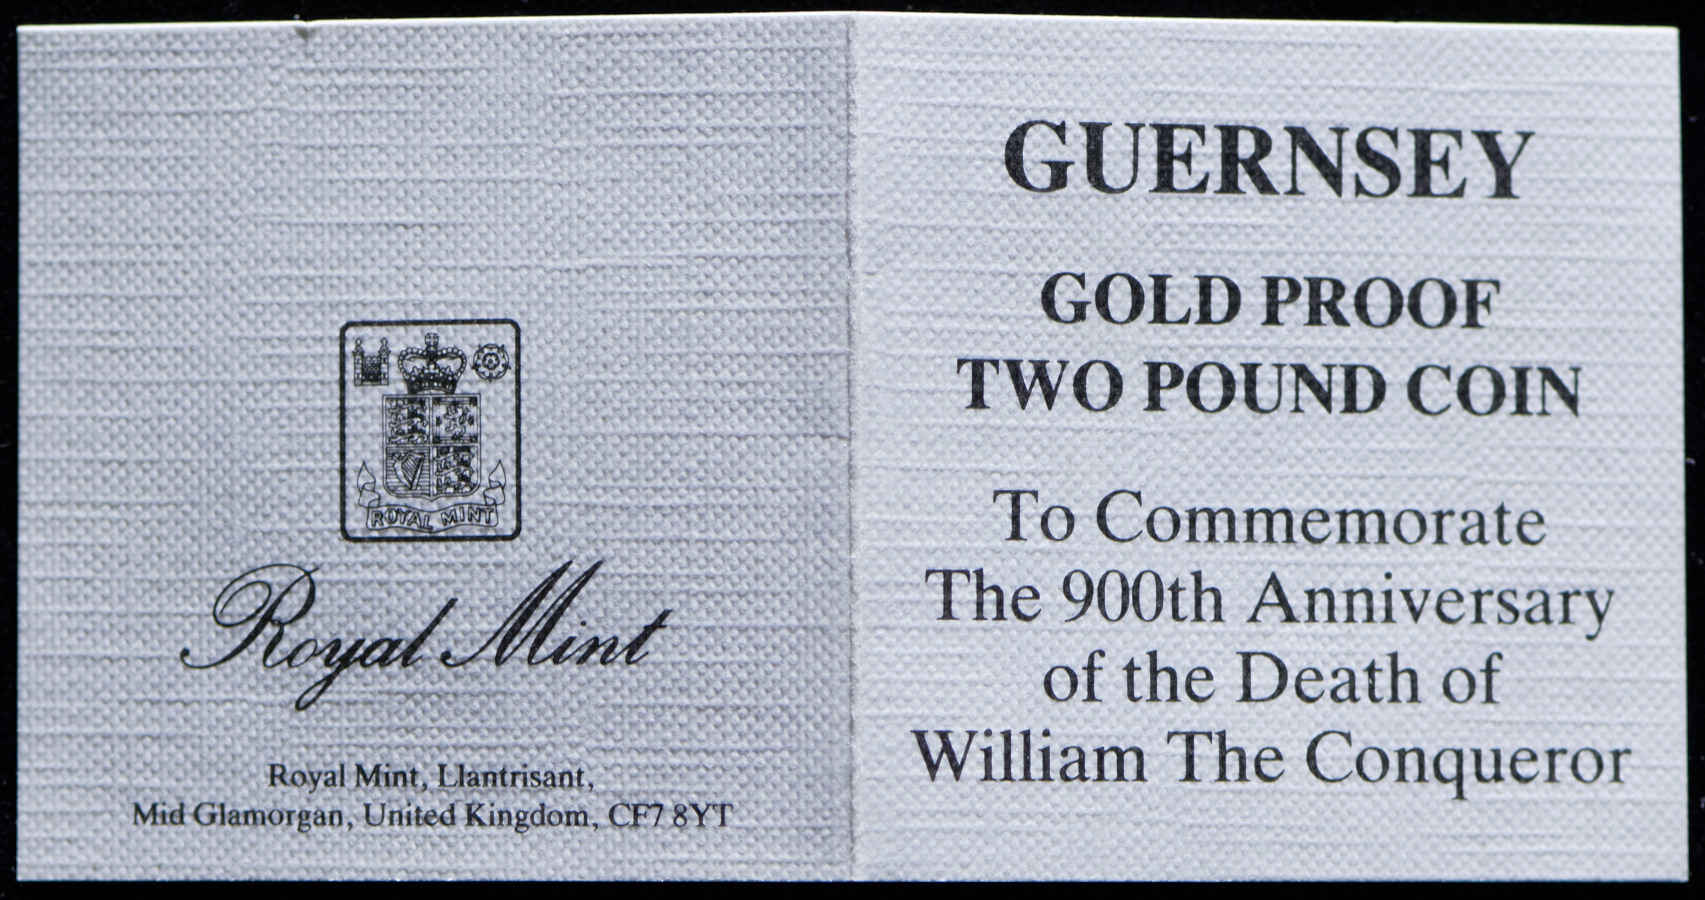 ROYAL MINT
Royal Mint
Royal Mint, Llantrisant,
Mid Glamorgan, United Kingdom, CF7 8YT
GUERNSEY
GOLD PROOF
TWO POUND COIN
To Commemorate
The 900th Anniversary
of the Death of
William The Conqueror